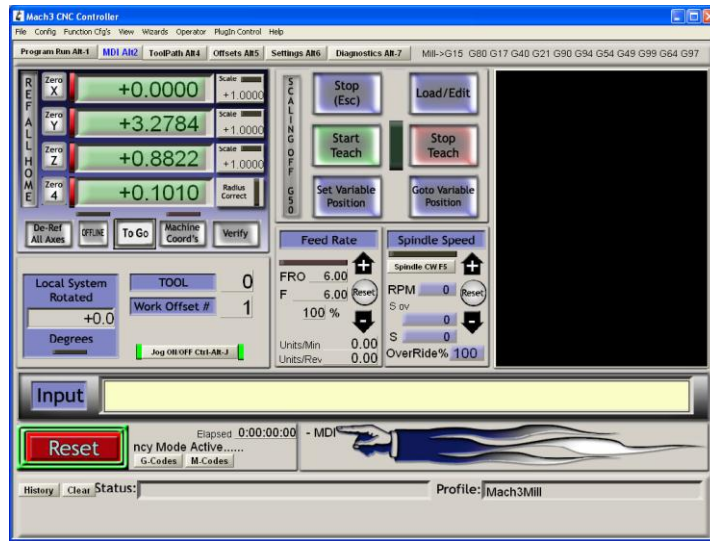 Mach3 CNC Controller
File Config Function Cfg's View Wizards Operator PlugIn Control Help
Program Run Alt-1 MDI Alt2 ToolPath Alt4 Offsets Alt5 Settings Alt6 Diagnostics Alt-7 Mill->G15 G80 G17 G40 G21 G90 G94 G54 G49 G99 G64 G97
REF ALL HOME
Zero X +0.0000 Scale +1.0000
Zero Y +3.2784 Scale +1.0000
Zero Z +0.8822 Scale +1.0000
Zero 4 +0.1010 Radius Correct
De-Ref All Axes OFFLINE To Go Machine Coord's Verify
SCALING OFF G50
Stop (Esc) Load/Edit
Start Teach Stop Teach
Set Variable Position Goto Variable Position
Local System Rotated
+0.0
Degrees
TOOL 0
Work Offset # 1
Jog ON/OFF Ctrl-Alt-J
Feed Rate
FRO 6.00
F 6.00 Reset
100 %
Units/Min 0.00
Units/Rev 0.00
Spindle Speed
Spindle CW F5
RPM 0 Reset
S ov
0
S 0
OverRide% 100
Input
Reset
Elapsed 0:00:00:00 - MDI
ncy Mode Active......
G-Codes M-Codes
History Clear Status: Profile: Mach3Mill